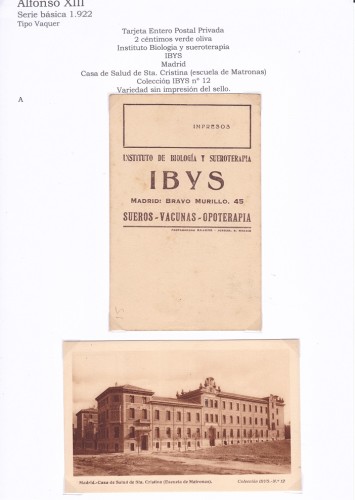 Alfonso XIII
Serie básica 1.922
Tipo Vaquer
Tarjeta Entero Postal Privada
2 céntimos verde oliva
Instituto Biologia y sueroterapia
IBYS
Madrid
Casa de Salud de Sta. Cristina (escuela de Matronas)
Colección IBYS nº 12
Variedad sin impresión del sello.
A
IMPRESOS
INSTITUTO DE BIOLOGÍA Y SUEROTERAPIA
IBYS
MADRID: BRAVO MURILLO, 45
SUEROS - VACUNAS - OPOTERAPIA
Madrid.-Casa de Salud de Sta. Cristina (Escuela de Matronas).
Colección IBYS.-Nº 12